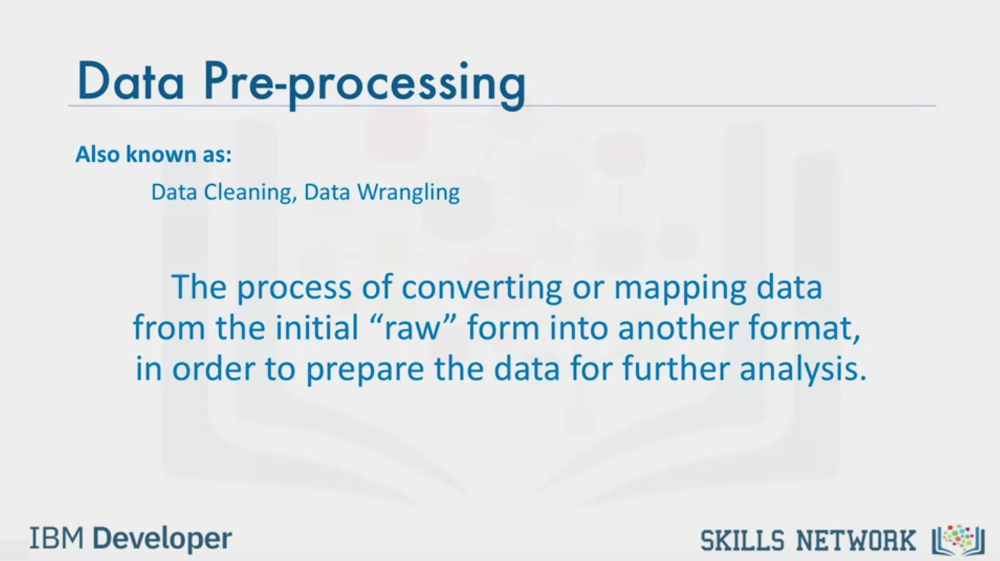 Data Pre-processing
Also known as:
Data Cleaning, Data Wrangling
The process of converting or mapping data
from the initial “raw” form into another format,
in order to prepare the data for further analysis.
IBM Developer
SKILLS NETWORK